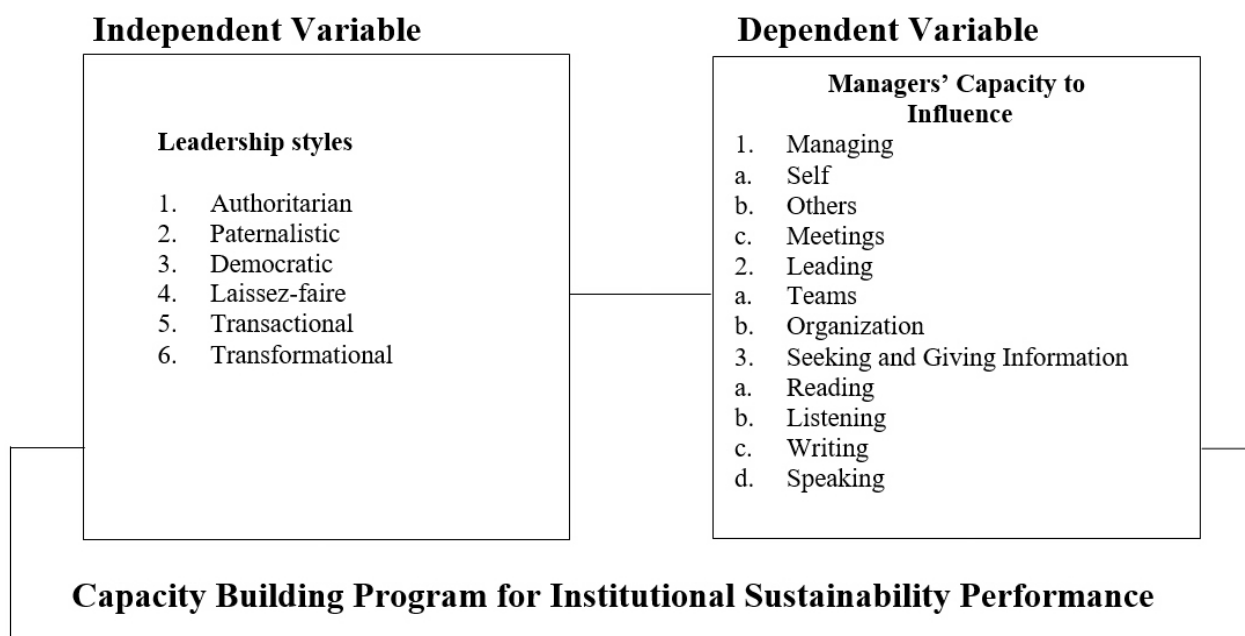 Independent Variable
Leadership styles
1. Authoritarian
2. Paternalistic
3. Democratic
4. Laissez-faire
5. Transactional
6. Transformational
Dependent Variable
Managers’ Capacity to
Influence
1. Managing
a. Self
b. Others
c. Meetings
2. Leading
a. Teams
b. Organization
3. Seeking and Giving Information
a. Reading
b. Listening
c. Writing
d. Speaking
Capacity Building Program for Institutional Sustainability Performance